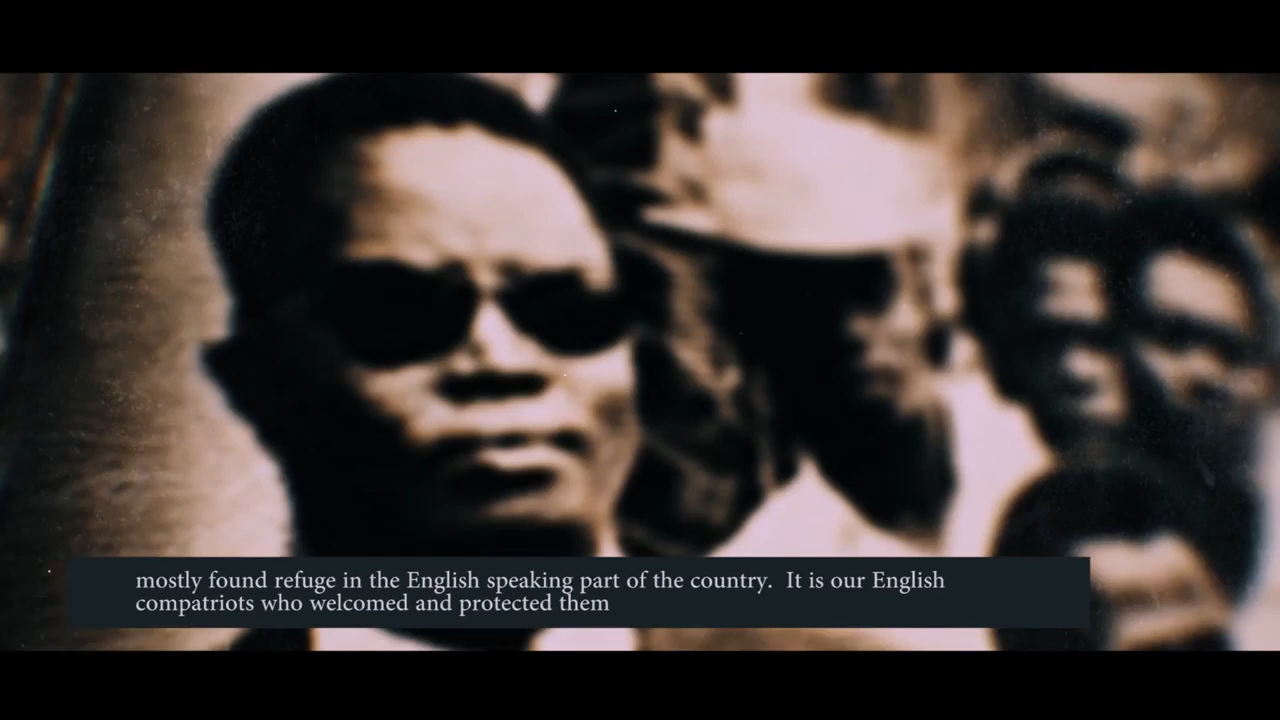 mostly found refuge in the English speaking part of the country.  It is our English
compatriots who welcomed and protected them